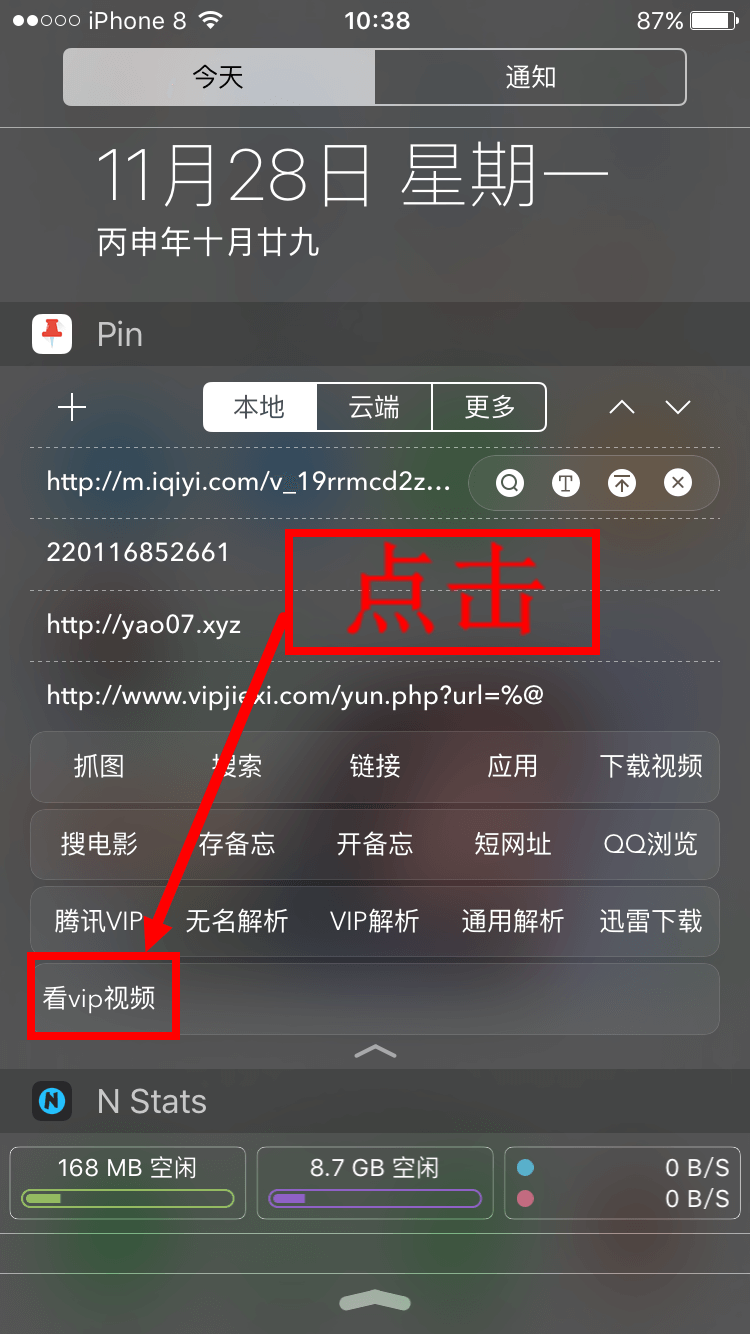 iPhone 8 10:38 87%
今天 通知
11月28日 星期一
丙申年十月廿九
Pin
本地 云端 更多
http://m.iqiyi.com/v_19rrmcd2z...
220116852661
点击
http://yao07.xyz
http://www.vipjiexi.com/yun.php?url=%@
抓图 搜索 链接 应用 下载视频
搜电影 存备忘 开备忘 短网址 QQ浏览
腾讯VIP 无名解析 VIP解析 通用解析 迅雷下载
看vip视频
N Stats
168 MB 空闲 8.7 GB 空闲 0 B/S
0 B/S